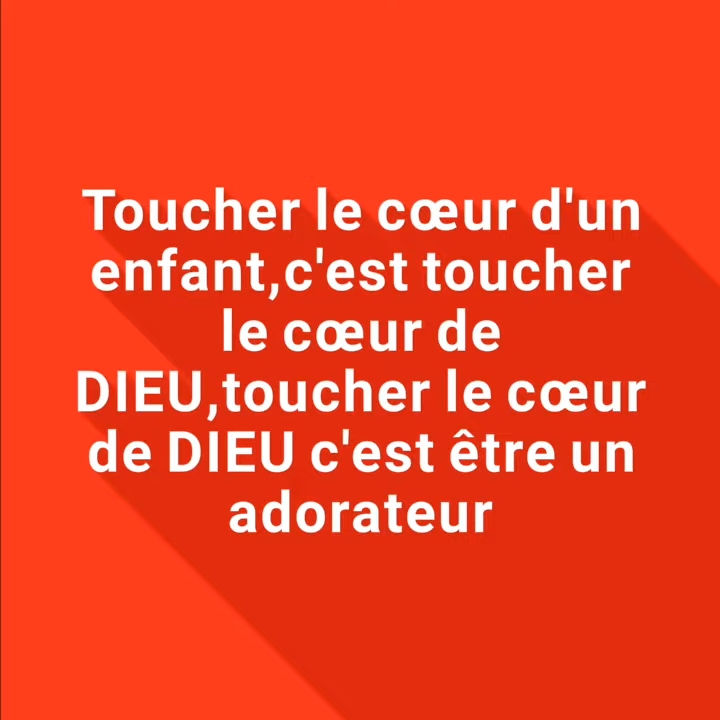 Toucher le cœur d'un
enfant,c'est toucher
le cœur de
DIEU,toucher le cœur
de DIEU c'est être un
adorateur